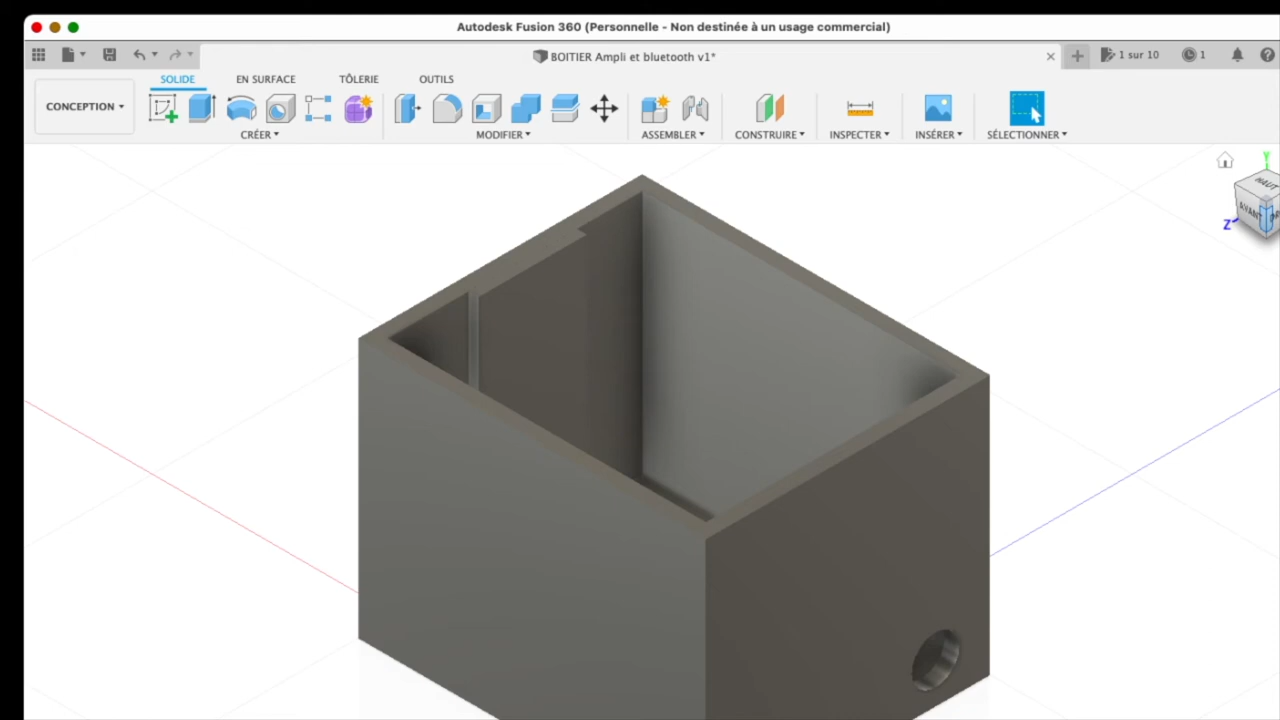 Autodesk Fusion 360 (Personnelle - Non destinée à un usage commercial)
BOITIER Ampli et bluetooth v1*
1 sur 10
1
SOLIDE
EN SURFACE
TÔLERIE
OUTILS
CONCEPTION
CRÉER
MODIFIER
ASSEMBLER
CONSTRUIRE
INSPECTER
INSÉRER
SÉLECTIONNER
Y
HAUT
AVANT
Z